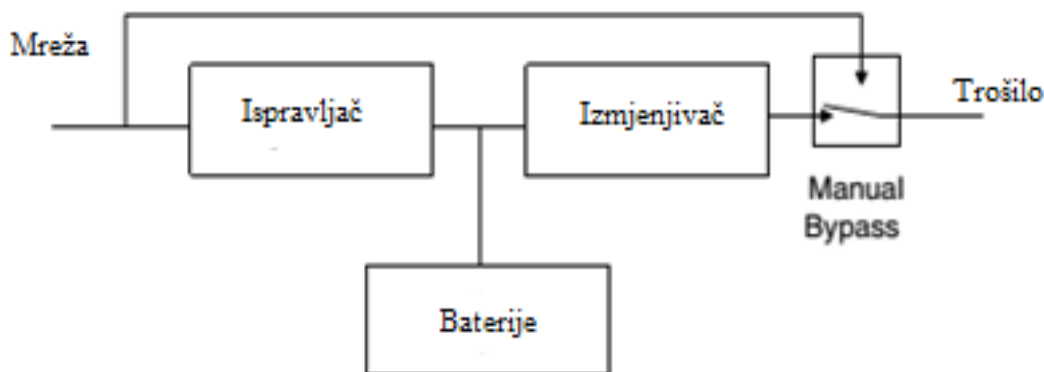 Mreža
Ispravljač
Izmjenjivač
Trošilo
Manual
Bypass
Baterije